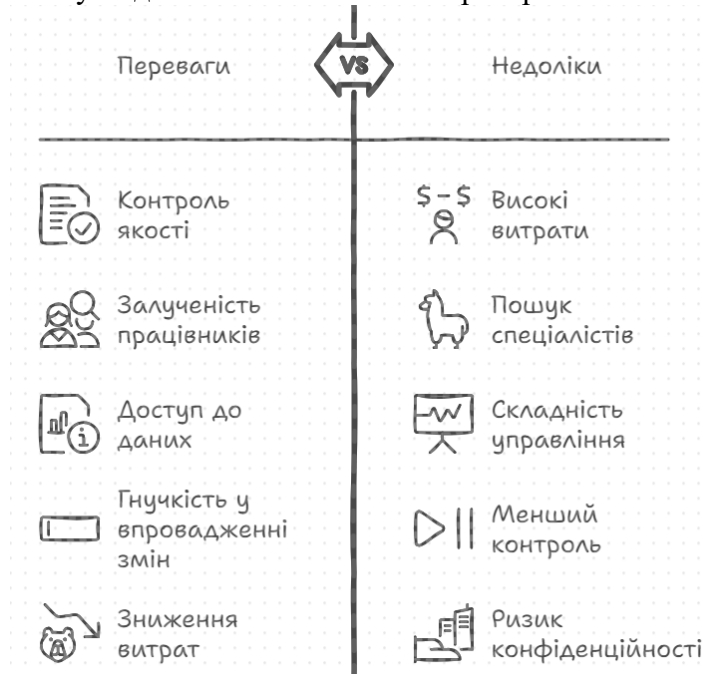 Переваги
VS
Недоліки
Контроль
якості
$ - $
Високі
витрати
Залученість
працівників
Пошук
спеціалістів
Доступ до
даних
Складність
управління
Гнучкість у
впровадженні
змін
Менший
контроль
Зниження
витрат
Ризик
конфіденційності